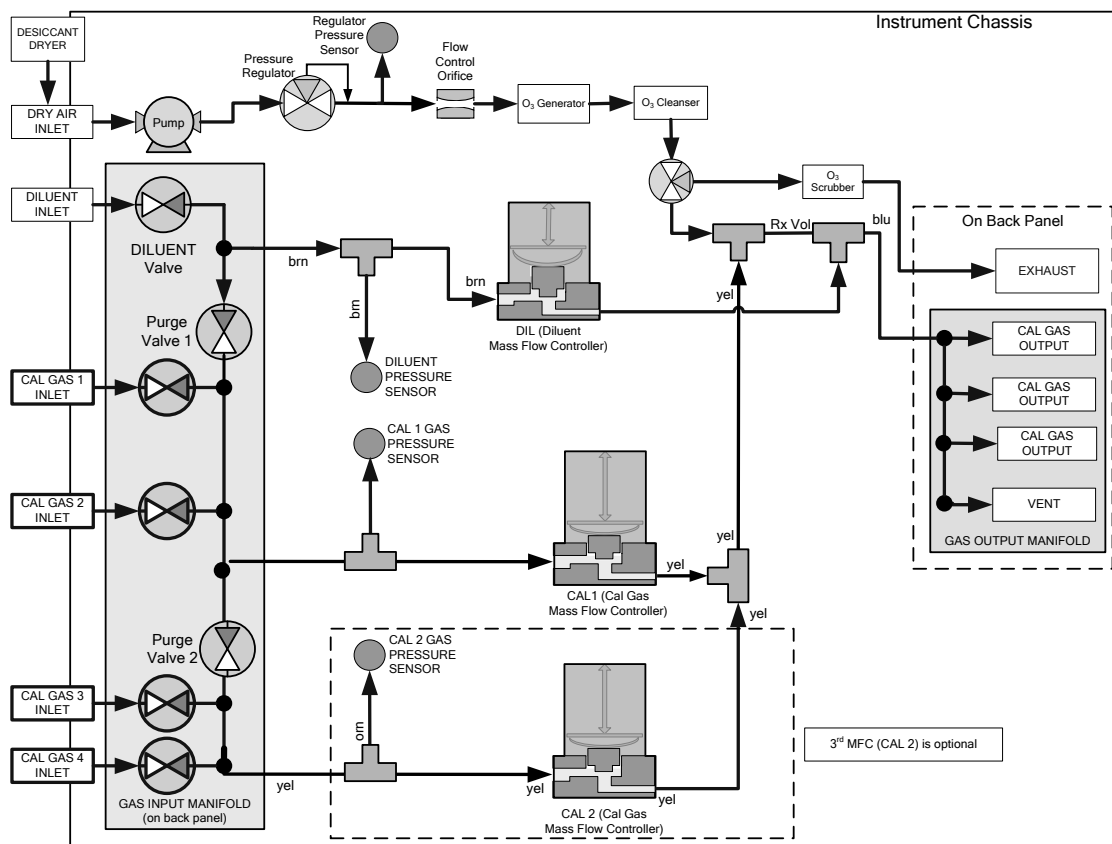 Instrument Chassis
DESICCANT
DRYER
Regulator
Pressure
Sensor
Pressure
Regulator
Flow
Control
Orifice
DRY AIR
INLET
Pump
O₃ Generator
O₃ Cleanser
O₃
Scrubber
DILUENT
INLET
DILUENT
Valve
brn
brn
brn
Rx Vol
blu
yel
On Back Panel
EXHAUST
DIL (Diluent
Mass Flow Controller)
Purge
Valve 1
DILUENT
PRESSURE
SENSOR
CAL GAS 1
INLET
CAL GAS
OUTPUT
CAL GAS
OUTPUT
CAL GAS
OUTPUT
VENT
GAS OUTPUT MANIFOLD
CAL 1 GAS
PRESSURE
SENSOR
CAL GAS 2
INLET
yel
yel
CAL1 (Cal Gas
Mass Flow Controller)
yel
Purge
Valve 2
CAL 2 GAS
PRESSURE
SENSOR
CAL GAS 3
INLET
orn
CAL GAS 4
INLET
yel
yel
yel
CAL 2 (Cal Gas
Mass Flow Controller)
3rd MFC (CAL 2) is optional
GAS INPUT MANIFOLD
(on back panel)